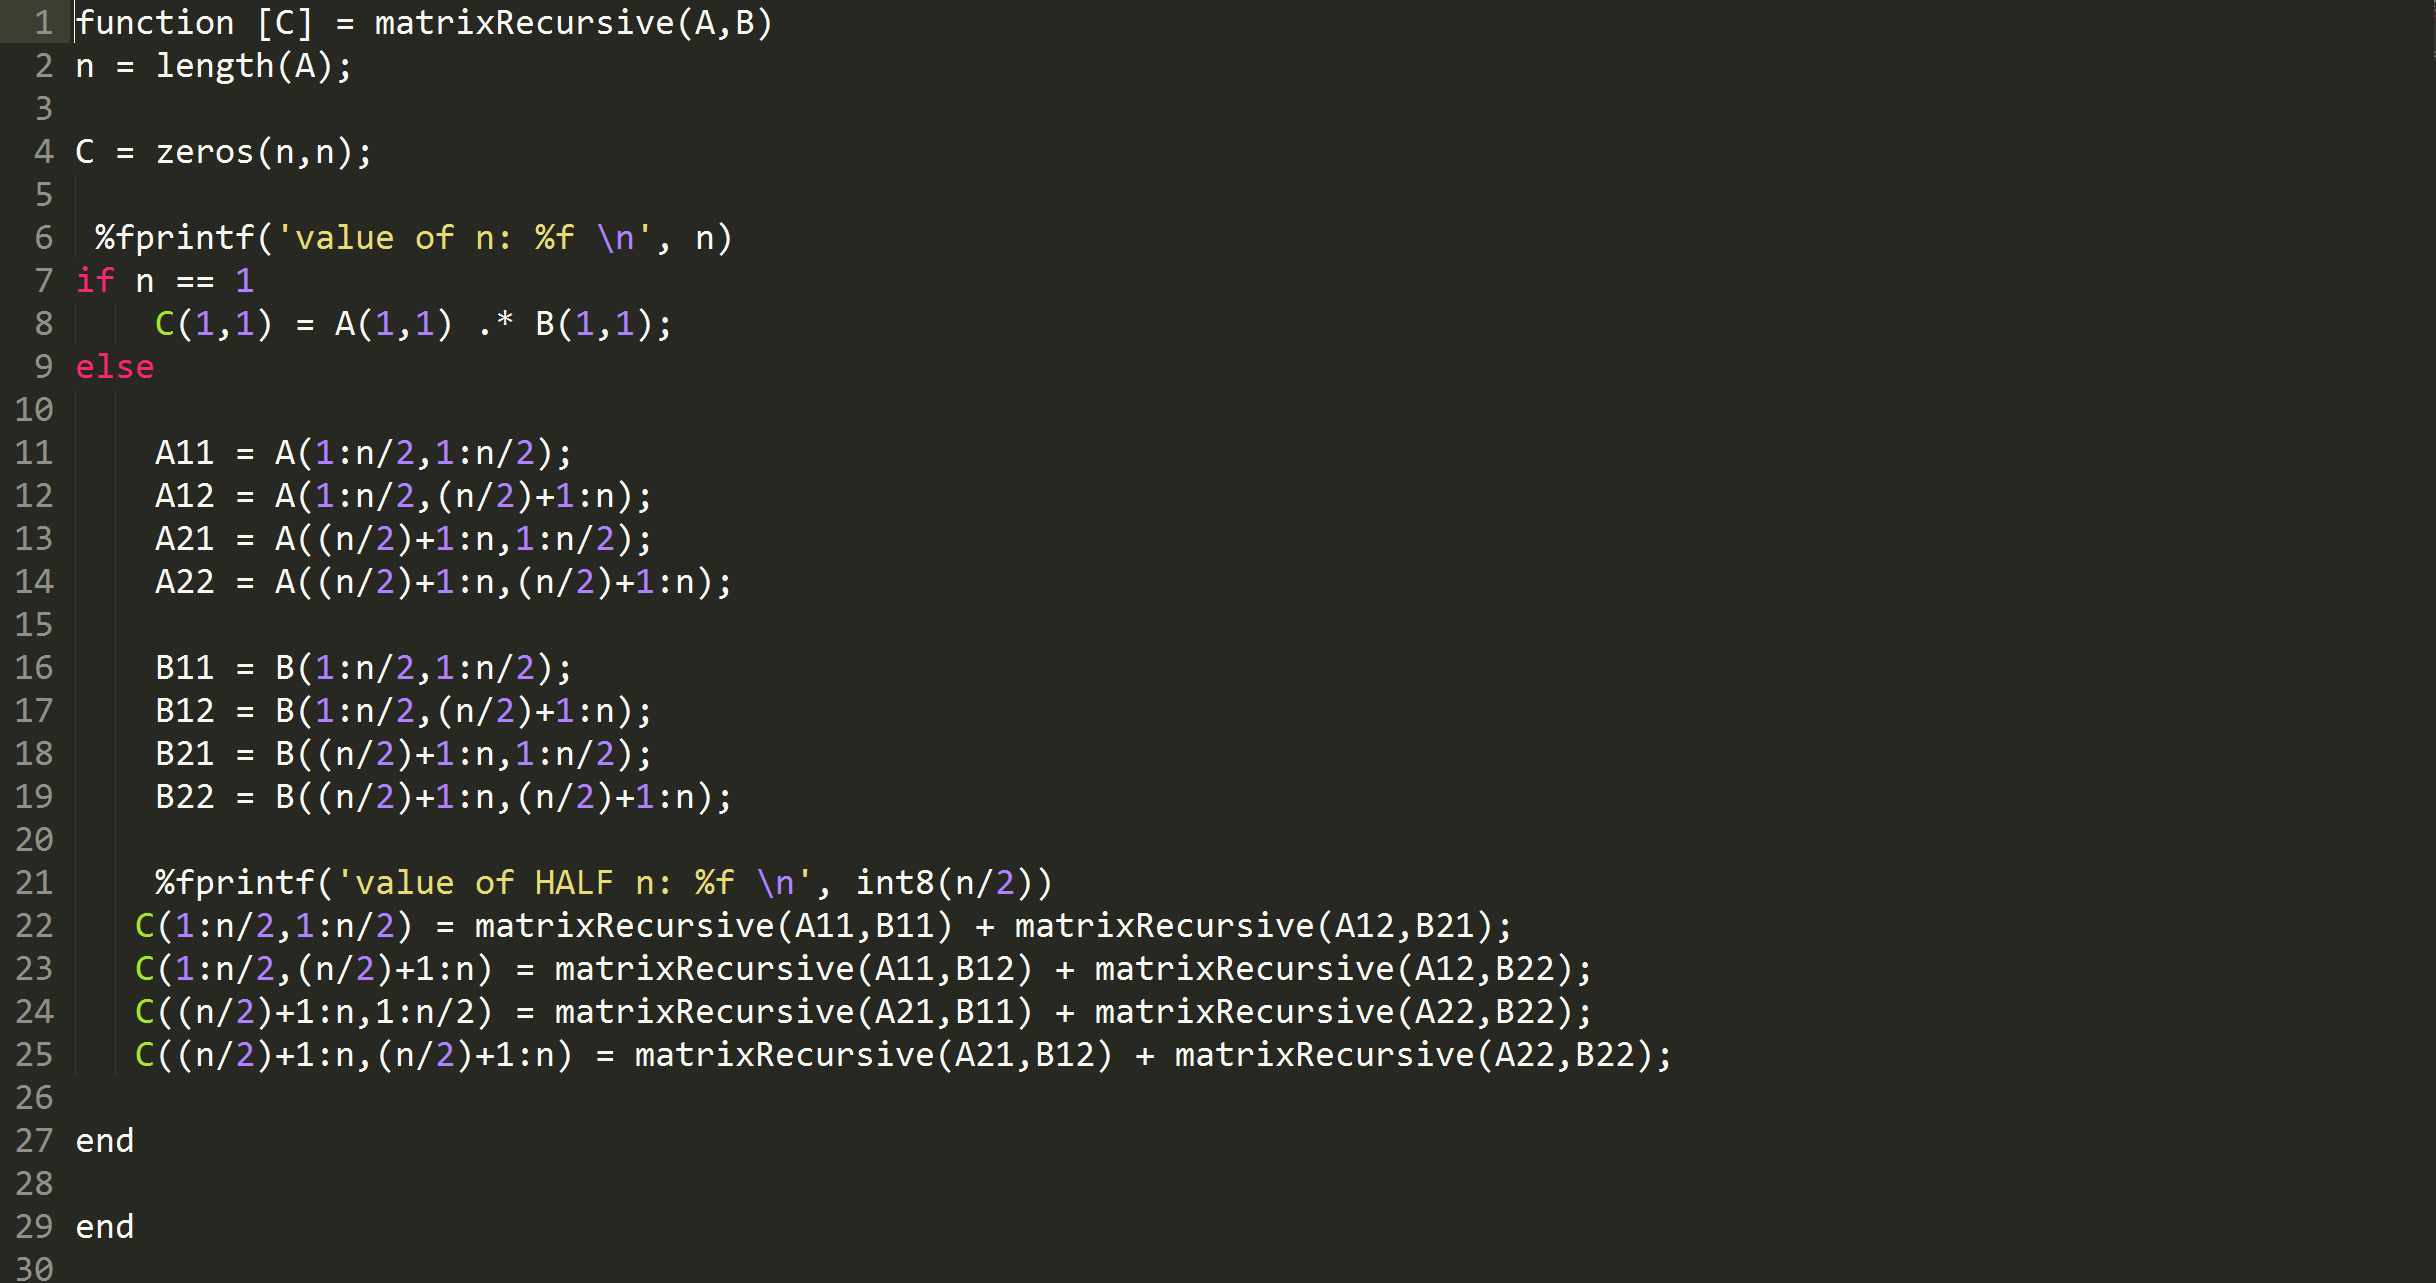 1 function [C] = matrixRecursive(A,B)
2 n = length(A);
3
4 C = zeros(n,n);
5
6  %fprintf('value of n: %f \n', n)
7 if n == 1
8     C(1,1) = A(1,1) .* B(1,1);
9 else
10
11     A11 = A(1:n/2,1:n/2);
12     A12 = A(1:n/2,(n/2)+1:n);
13     A21 = A((n/2)+1:n,1:n/2);
14     A22 = A((n/2)+1:n,(n/2)+1:n);
15
16     B11 = B(1:n/2,1:n/2);
17     B12 = B(1:n/2,(n/2)+1:n);
18     B21 = B((n/2)+1:n,1:n/2);
19     B22 = B((n/2)+1:n,(n/2)+1:n);
20
21     %fprintf('value of HALF n: %f \n', int8(n/2))
22    C(1:n/2,1:n/2) = matrixRecursive(A11,B11) + matrixRecursive(A12,B21);
23    C(1:n/2,(n/2)+1:n) = matrixRecursive(A11,B12) + matrixRecursive(A12,B22);
24    C((n/2)+1:n,1:n/2) = matrixRecursive(A21,B11) + matrixRecursive(A22,B22);
25    C((n/2)+1:n,(n/2)+1:n) = matrixRecursive(A21,B12) + matrixRecursive(A22,B22);
26
27 end
28
29 end
30